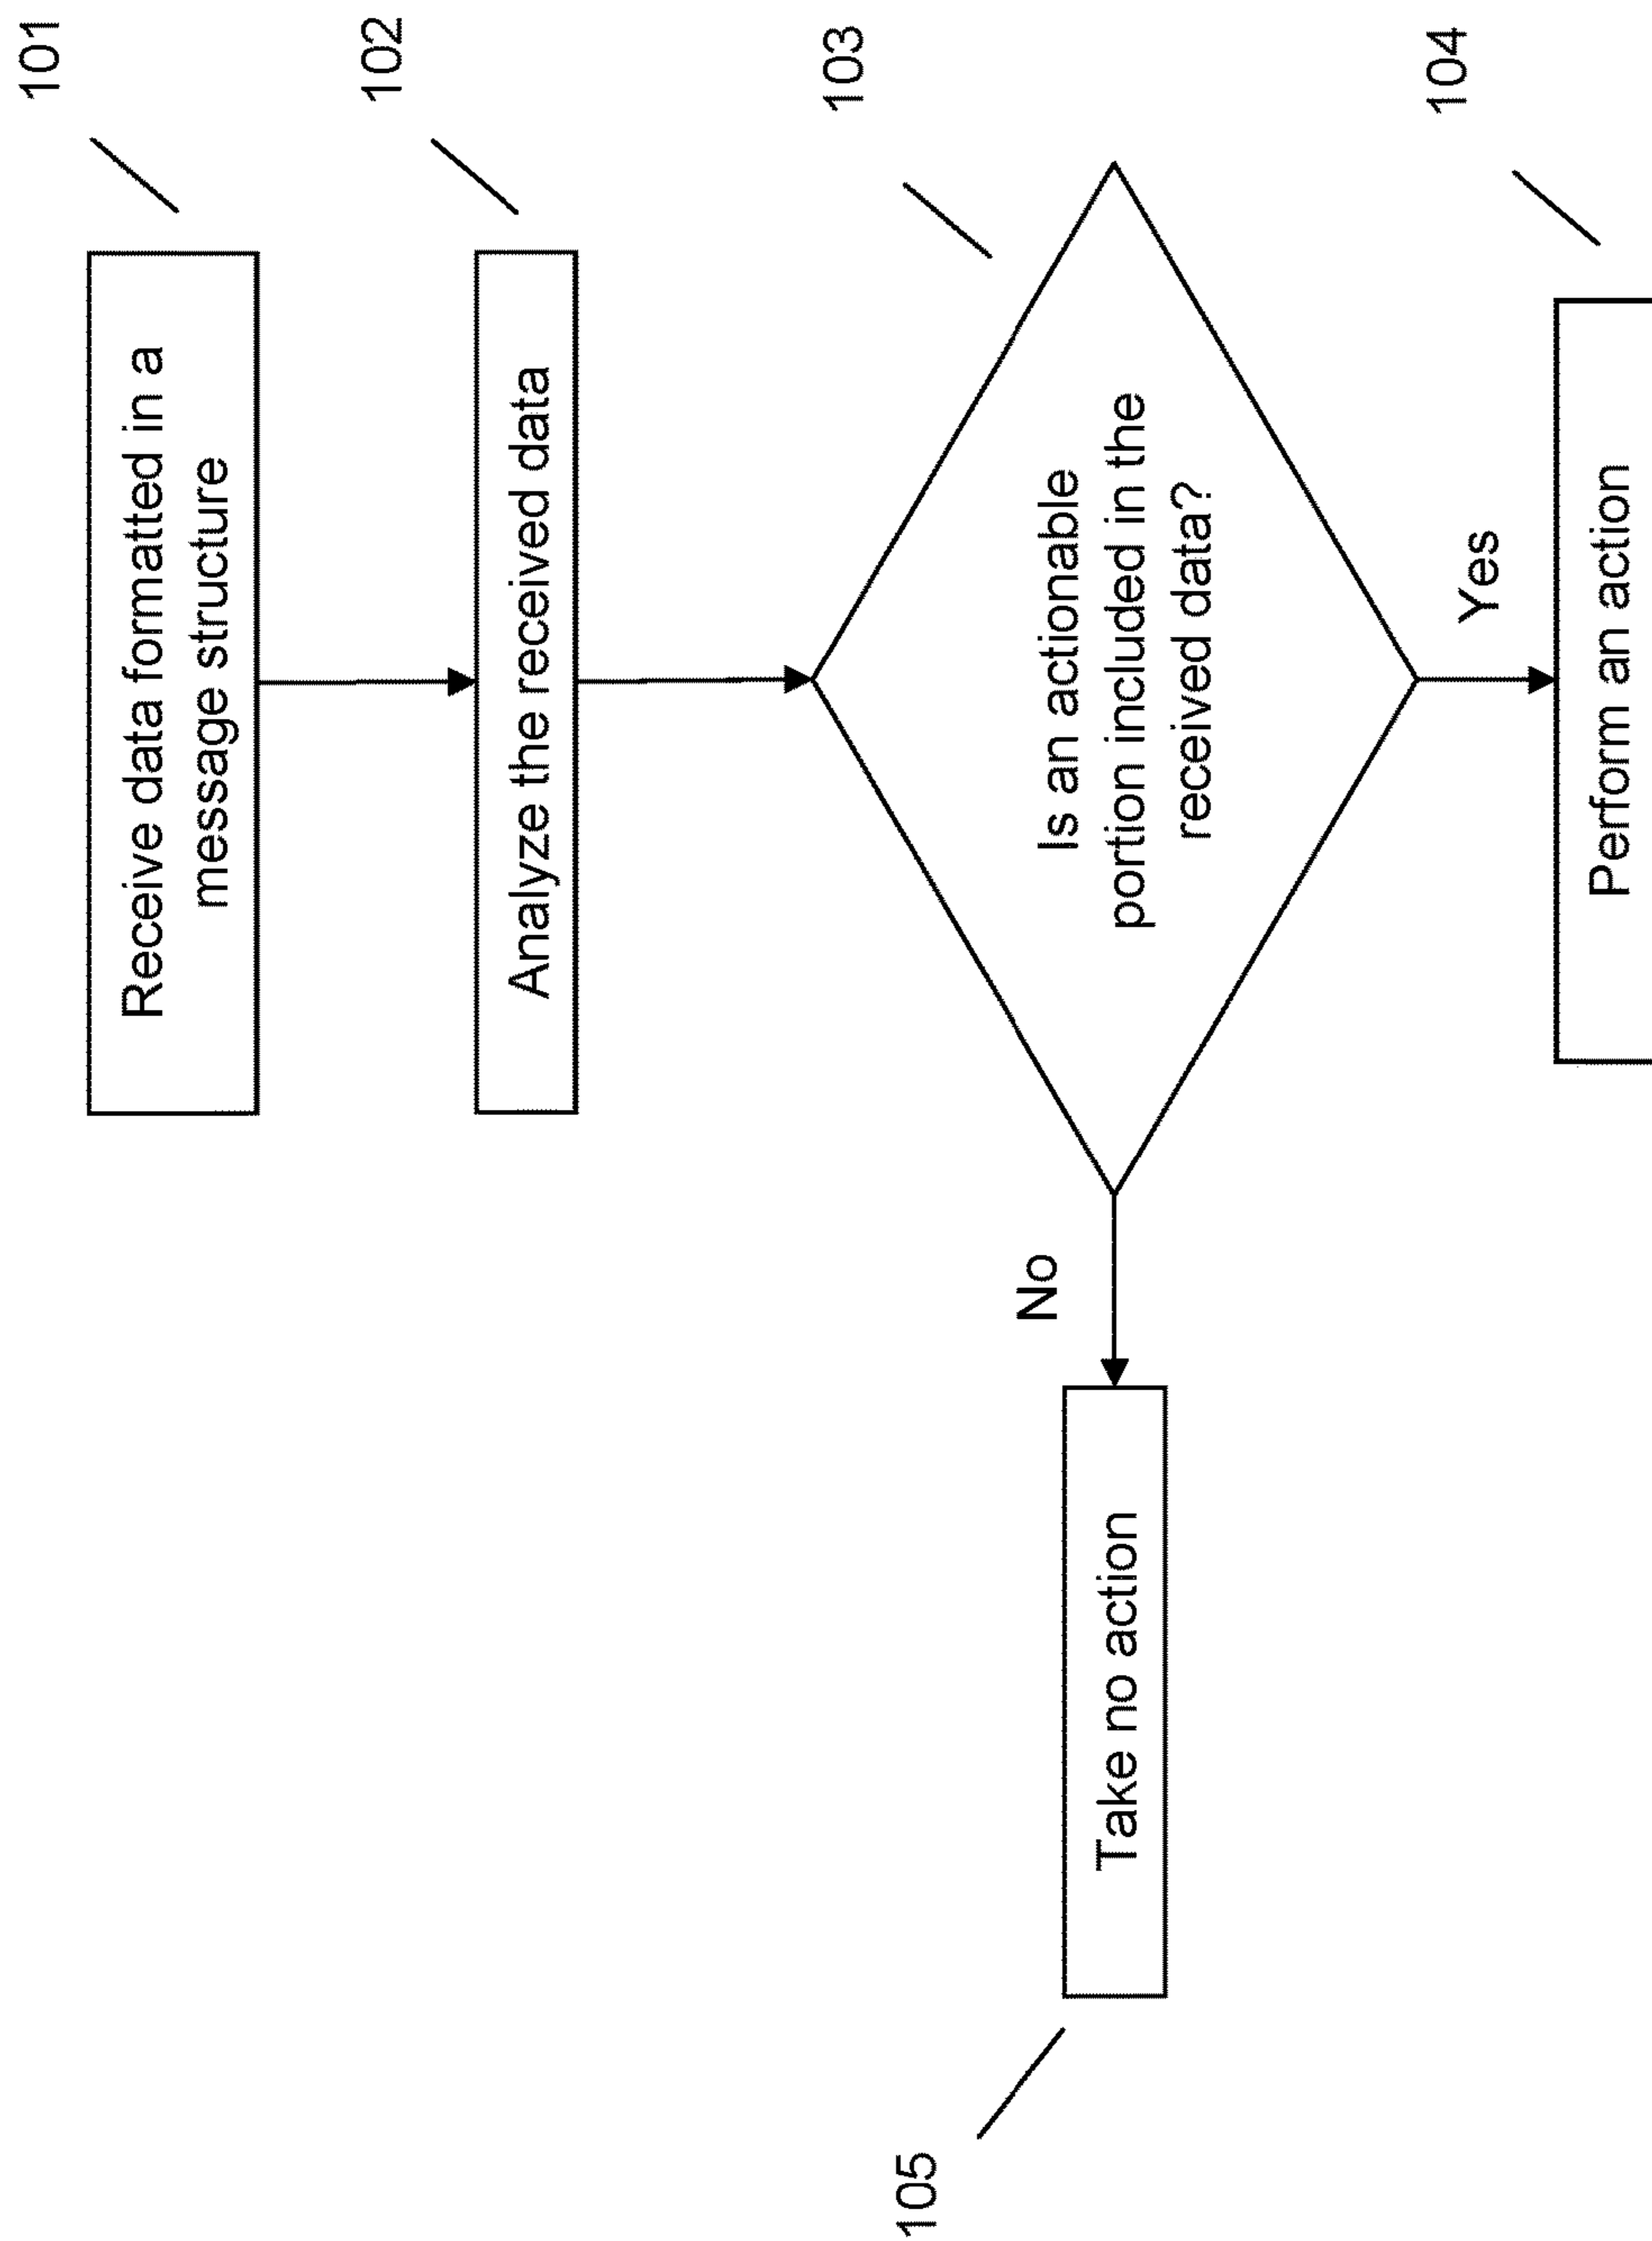 101
Receive data formatted in a
message structure
102
Analyze the received data
103
Is an actionable
portion included in the
received data?
No
Take no action
105
Yes
104
Perform an action